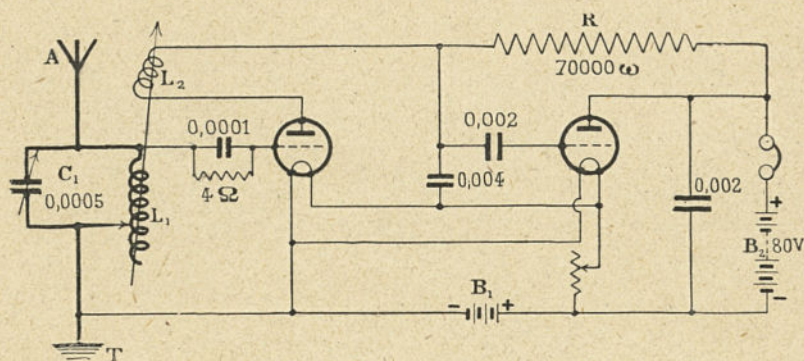 R
A
L₂
70000 ω
0,0001
0,002
C₁
0,0005
4 Ω
0,004
0,002
L₁
+
B₂ 80V
B₁
- +
-
T